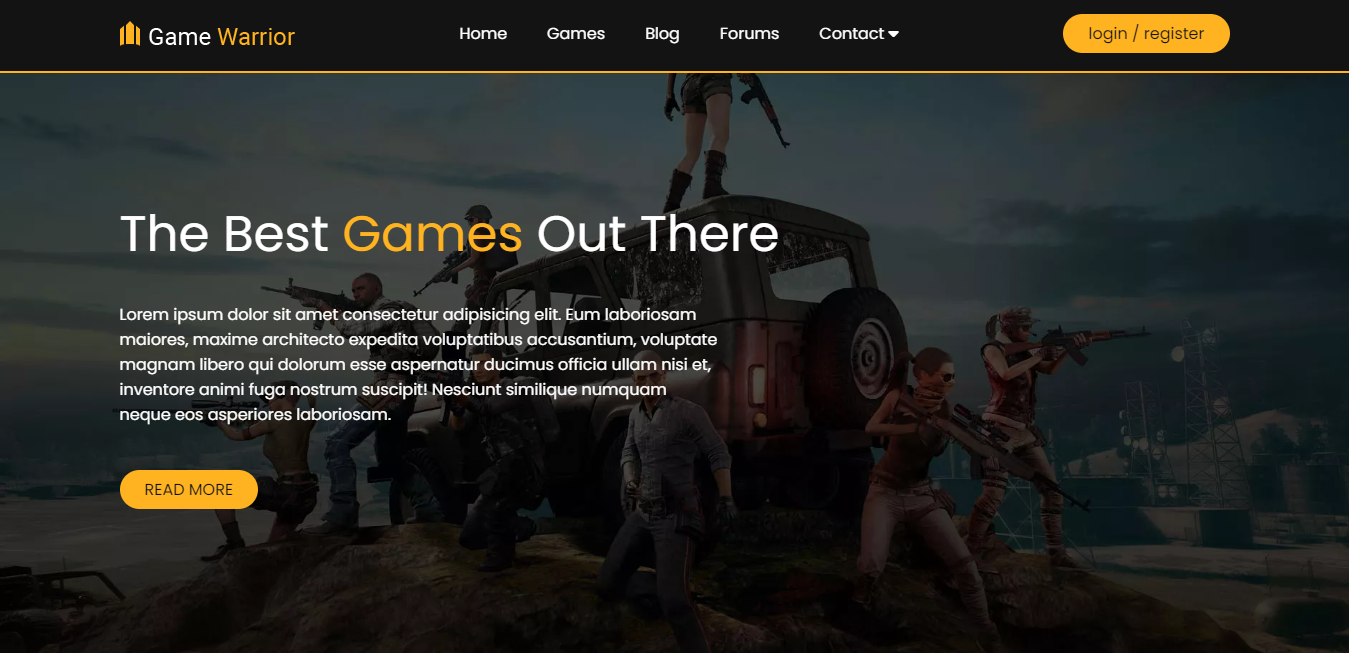 Game Warrior
Home
Games
Blog
Forums
Contact
login / register
The Best Games Out There
Lorem ipsum dolor sit amet consectetur adipisicing elit. Eum laboriosam
maiores, maxime architecto expedita voluptatibus accusantium, voluptate
magnam libero qui dolorum esse aspernatur ducimus officia ullam nisi et,
inventore animi fuga nostrum suscipit! Nesciunt similique numquam
neque eos asperiores laboriosam.
READ MORE